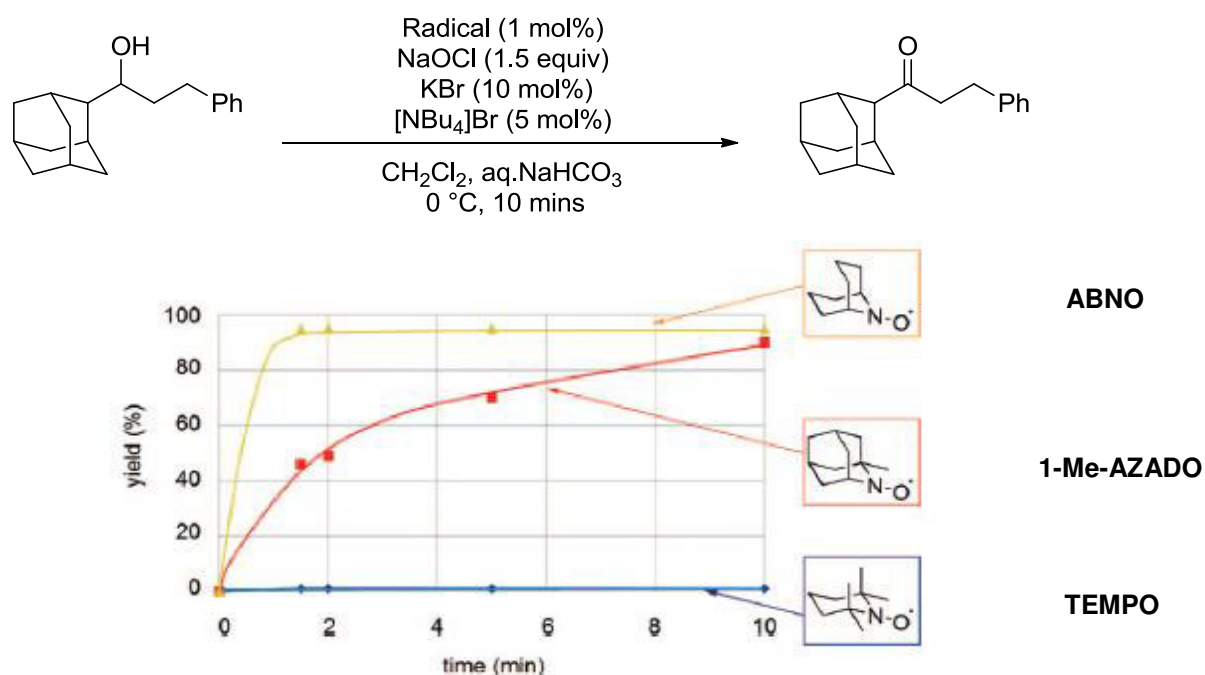 OH
Ph
Radical (1 mol%)
NaOCl (1.5 equiv)
KBr (10 mol%)
[NBu₄]Br (5 mol%)
CH₂Cl₂, aq.NaHCO₃
0 °C, 10 mins
O
Ph
100
80
60
40
20
0
yield (%)
0 2 4 6 8 10
time (min)
N-O•
ABNO
N-O•
1-Me-AZADO
N-O•
TEMPO